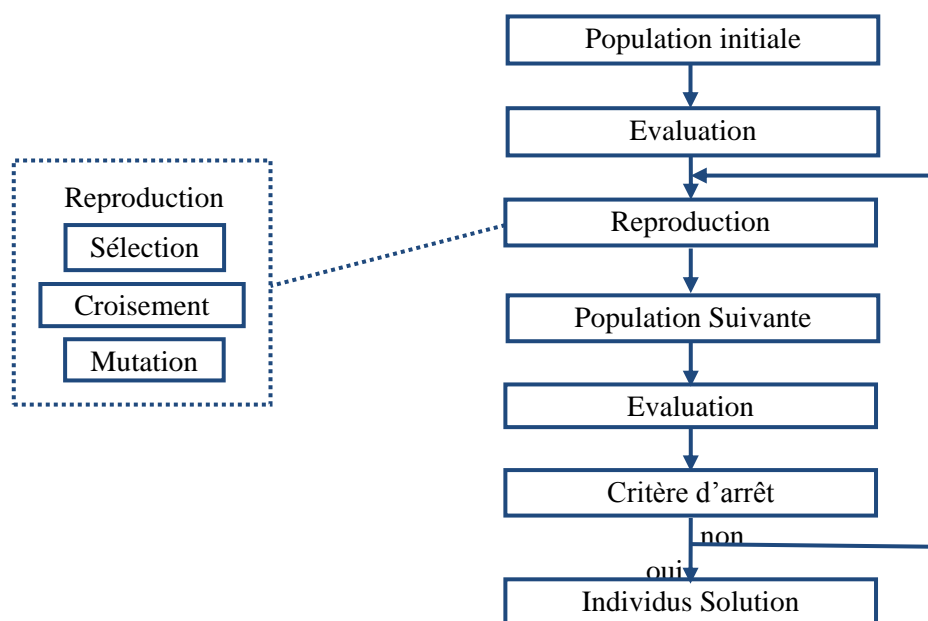 Population initiale
Evaluation
Reproduction
Sélection
Croisement
Mutation
Reproduction
Population Suivante
Evaluation
Critère d’arrêt
non
oui
Individus Solution